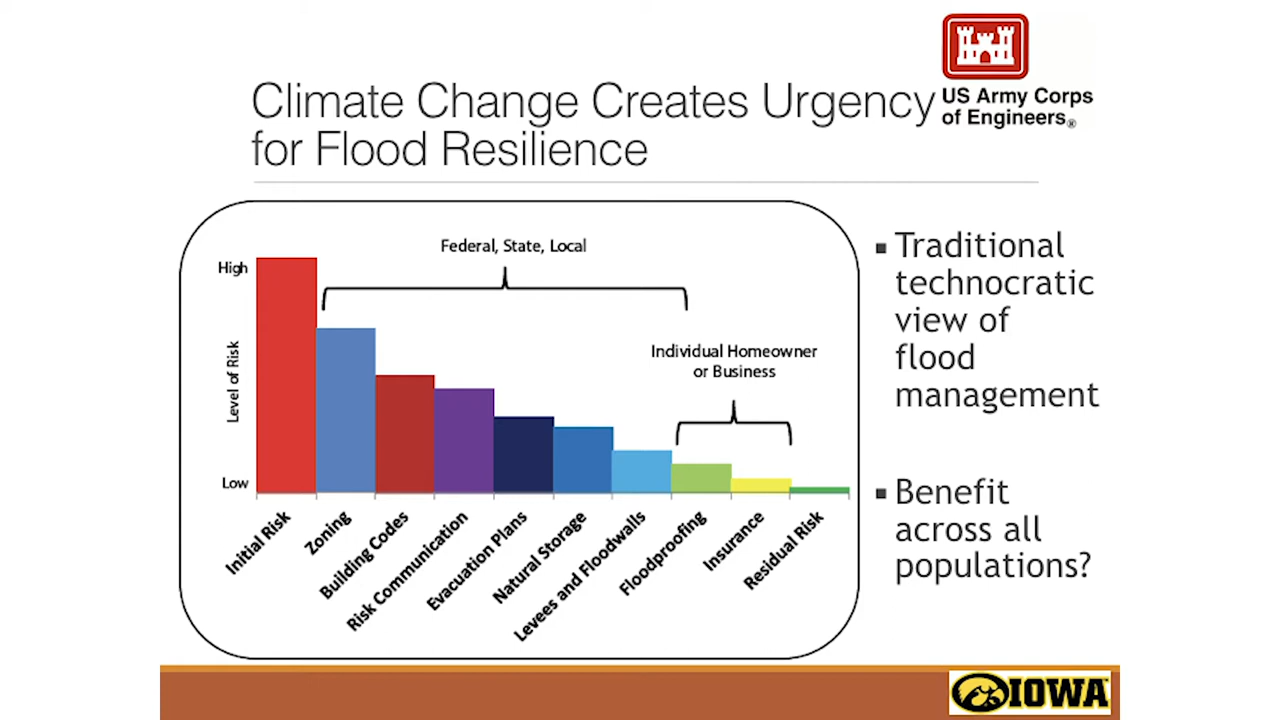 US Army Corps
of Engineers®
Climate Change Creates Urgency
for Flood Resilience
Federal, State, Local
High
Individual Homeowner
or Business
Level of Risk
Low
Initial Risk
Zoning
Building Codes
Risk Communication
Evacuation Plans
Natural Storage
Levees and Floodwalls
Floodproofing
Insurance
Residual Risk
▪ Traditional
technocratic
view of
flood
management
▪ Benefit
across all
populations?
IOWA